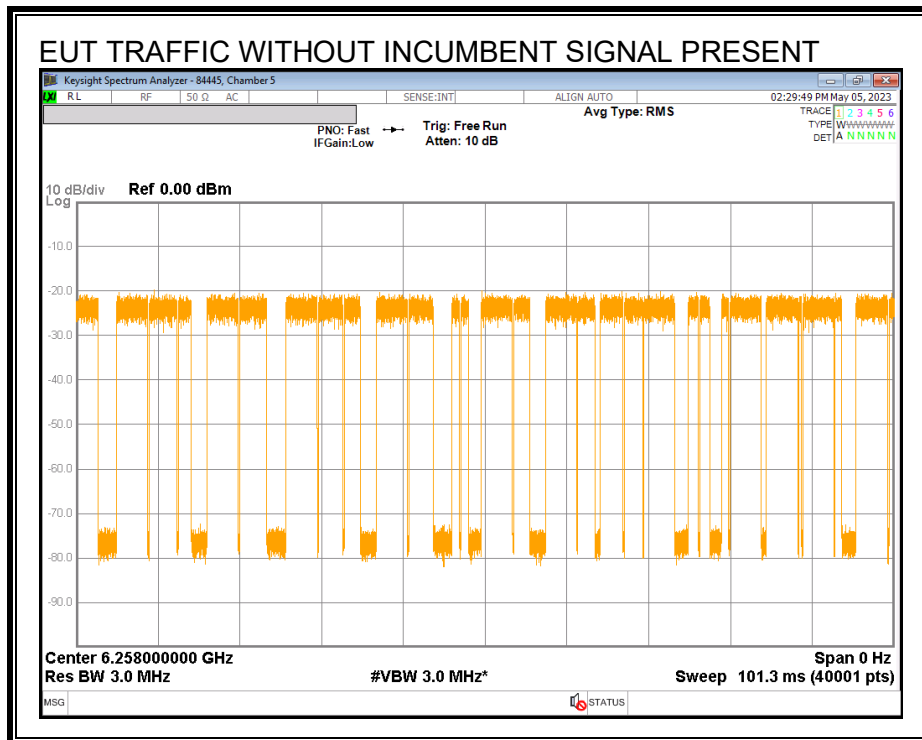 EUT TRAFFIC WITHOUT INCUMBENT SIGNAL PRESENT
Keysight Spectrum Analyzer - 84445, Chamber 5
LXI RL RF 50 Ω AC SENSE:INT ALIGN AUTO 02:29:49 PM May 05, 2023
Avg Type: RMS TRACE 1 2 3 4 5 6
PNO: Fast Trig: Free Run TYPE W W W W W W
IFGain:Low Atten: 10 dB DET A N N N N N
10 dB/div Ref 0.00 dBm
Log
-10.0
-20.0
-30.0
-40.0
-50.0
-60.0
-70.0
-80.0
-90.0
Center 6.258000000 GHz Span 0 Hz
Res BW 3.0 MHz #VBW 3.0 MHz* Sweep 101.3 ms (40001 pts)
MSG STATUS